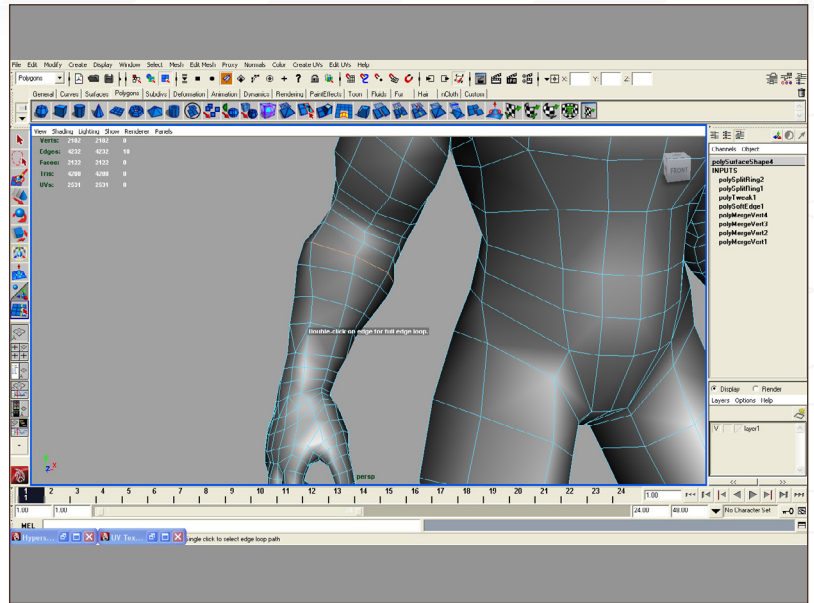 File Edit Modify Create Display Window Select Mesh Edit Mesh Proxy Normals Color Create UVs Edit UVs Help
Polygons X: Y: Z:
General Curves Surfaces Polygons Subdivs Deformation Animation Dynamics Rendering PaintEffects Toon Fluids Fur Hair nCloth Custom
View Shading Lighting Show Renderer Panels
Verts: 2102 2102 0
Edges: 4232 4232 10
Faces: 2122 2122 0
Tris: 4200 4200 0
UVs: 2531 2531 0
FRONT
Double-click on edge for full edge loop.
persp
Channels Object
polySurfaceShape4
INPUTS
polySplitRing2
polySplitRing1
polyTweak1
polySoftEdge1
polyMergeVert4
polyMergeVert3
polyMergeVert2
polyMergeVert1
Display Render
Layers Options Help
V layer1
1 2 3 4 5 6 7 8 9 10 11 12 13 14 15 16 17 18 19 20 21 22 23 24 1.00
1
1.00 1.00 24.00 48.00 No Character Set
MEL
Hypers... UV Tex... single click to select edge loop path